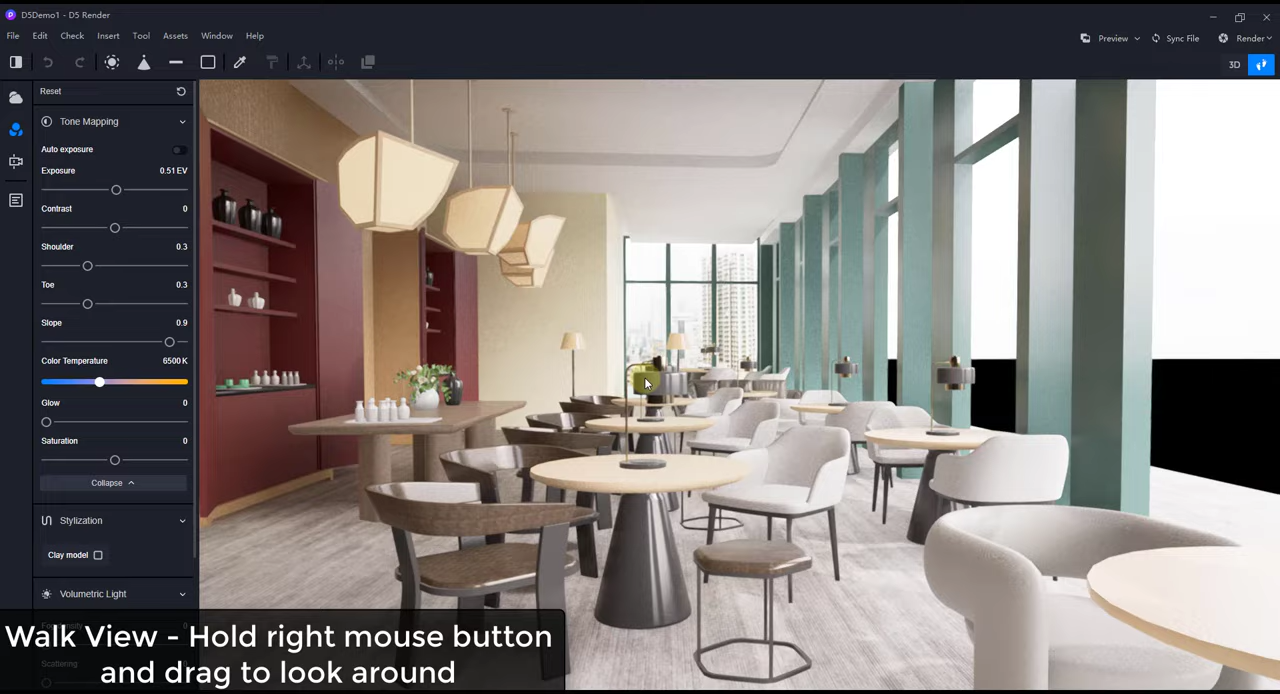 D5Demo1 - D5 Render
File Edit Check Insert Tool Assets Window Help
Preview Sync File Render
3D
Reset
Tone Mapping
Auto exposure
Exposure 0.51 EV
Contrast 0
Shoulder 0.3
Toe 0.3
Slope 0.9
Color Temperature 6500 K
Glow 0
Saturation 0
Collapse
Stylization
Clay model
Volumetric Light
Scattering
Walk View - Hold right mouse button
and drag to look around